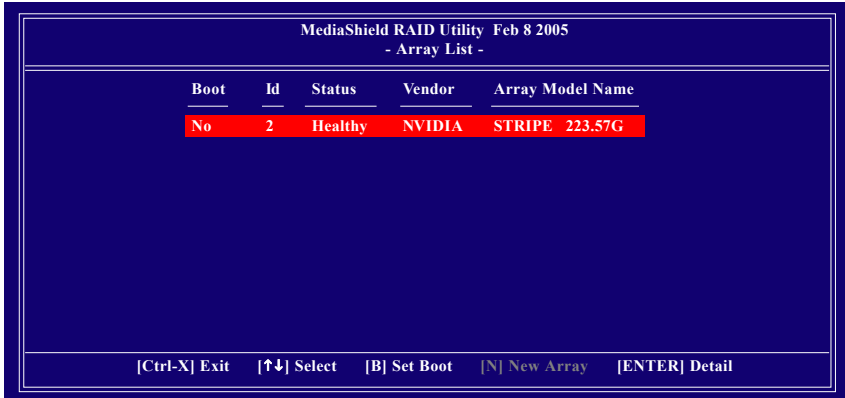 MediaShield RAID Utility Feb 8 2005
- Array List -
Boot Id Status Vendor Array Model Name
No 2 Healthy NVIDIA STRIPE 223.57G
[Ctrl-X] Exit [↑↓] Select [B] Set Boot [N] New Array [ENTER] Detail